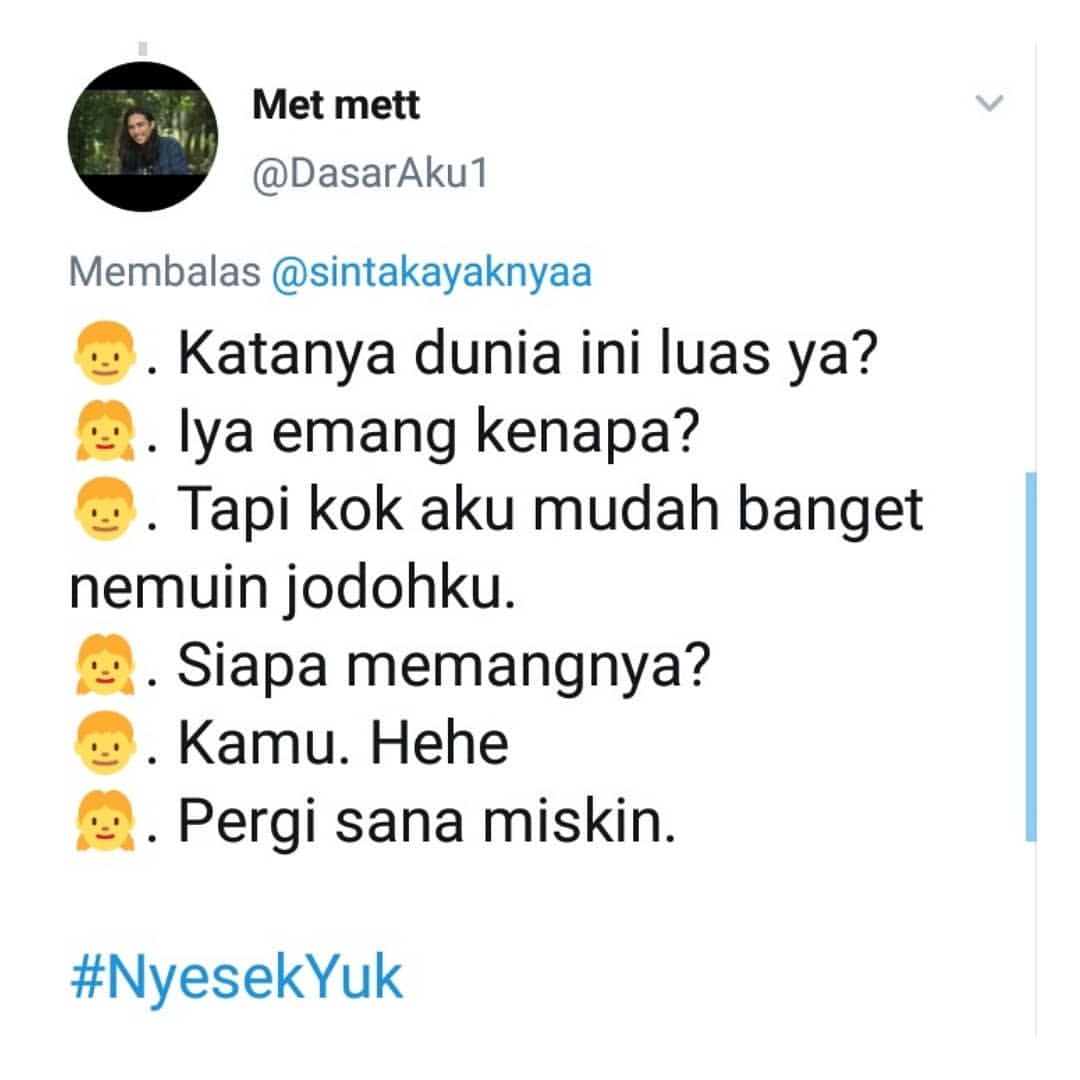 Met mett
@DasarAku1
Membalas @sintakayaknyaa
👦. Katanya dunia ini luas ya?
👧. Iya emang kenapa?
👦. Tapi kok aku mudah banget
nemuin jodohku.
👧. Siapa memangnya?
👦. Kamu. Hehe
👧. Pergi sana miskin.
#NyesekYuk